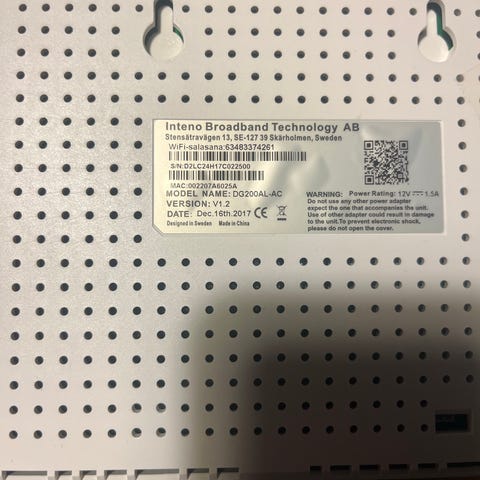 Inteno Broadband Technology AB
Stensätravägen 13, SE-127 39 Skärholmen, Sweden
WiFi-salasana:63483374261
S/N:D2LC24H17C022500
MAC:002207A6025A
MODEL NAME: DG200AL-AC
VERSION: V1.2
DATE: Dec.16th.2017
Designed in Sweden Made in China
WARNING: Power Rating: 12V 1.5A
Do not use any other power adapter
expect the one that accompanies the unit.
Use of other adapter could result in damage
to the unit.To prevent electronic shock,
please do not open the cover.